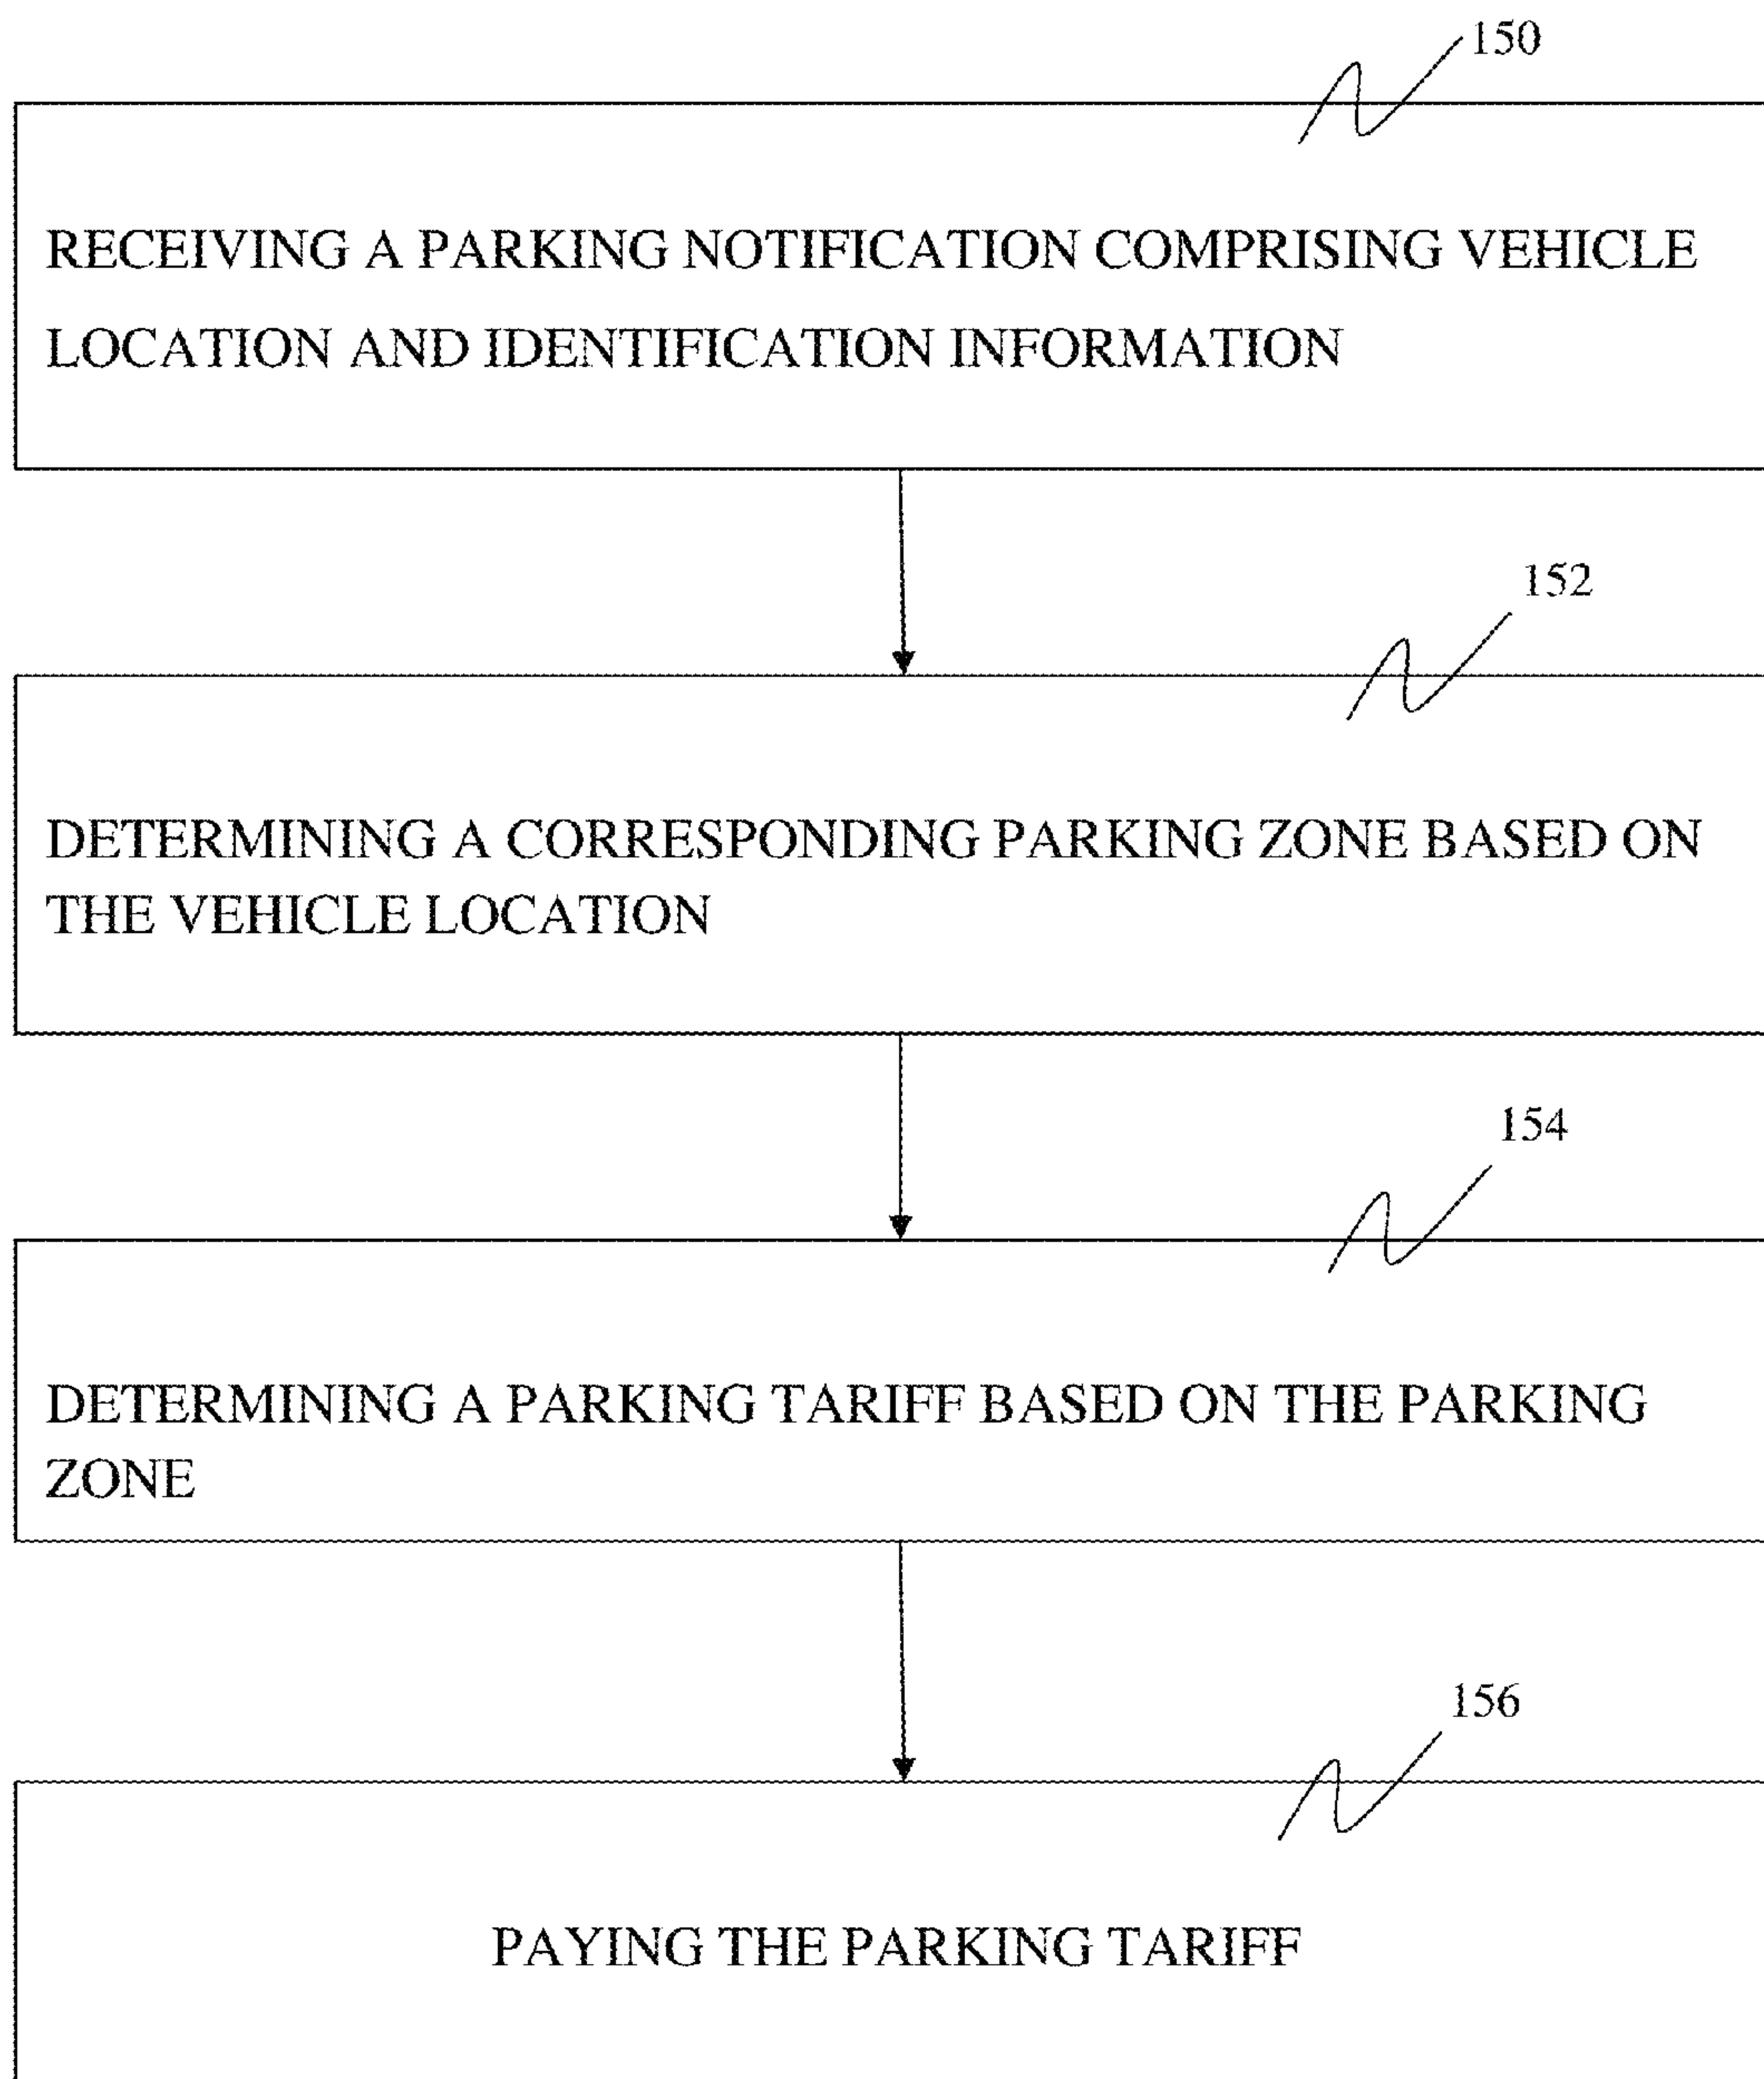 150
RECEIVING A PARKING NOTIFICATION COMPRISING VEHICLE
LOCATION AND IDENTIFICATION INFORMATION
152
DETERMINING A CORRESPONDING PARKING ZONE BASED ON
THE VEHICLE LOCATION
154
DETERMINING A PARKING TARIFF BASED ON THE PARKING
ZONE
156
PAYING THE PARKING TARIFF